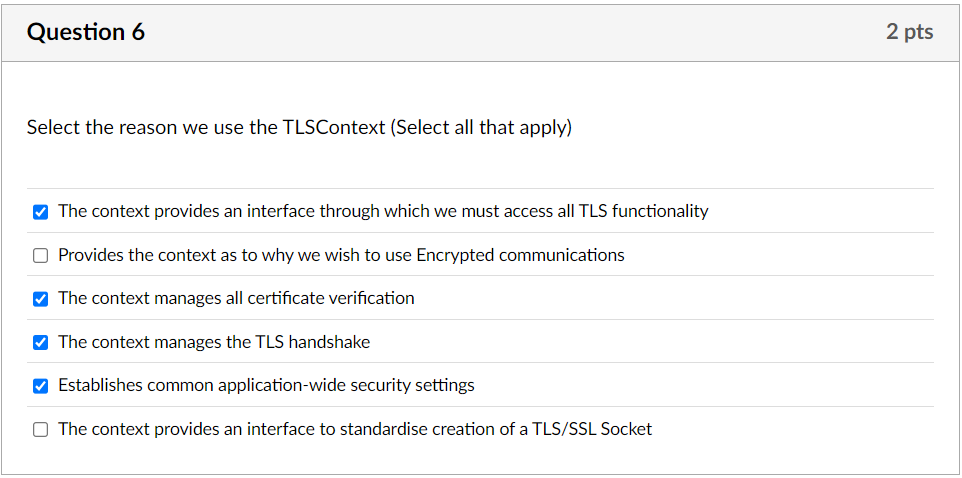 Question 6
2 pts
Select the reason we use the TLSContext (Select all that apply)
The context provides an interface through which we must access all TLS functionality
Provides the context as to why we wish to use Encrypted communications
The context manages all certificate verification
The context manages the TLS handshake
Establishes common application-wide security settings
The context provides an interface to standardise creation of a TLS/SSL Socket